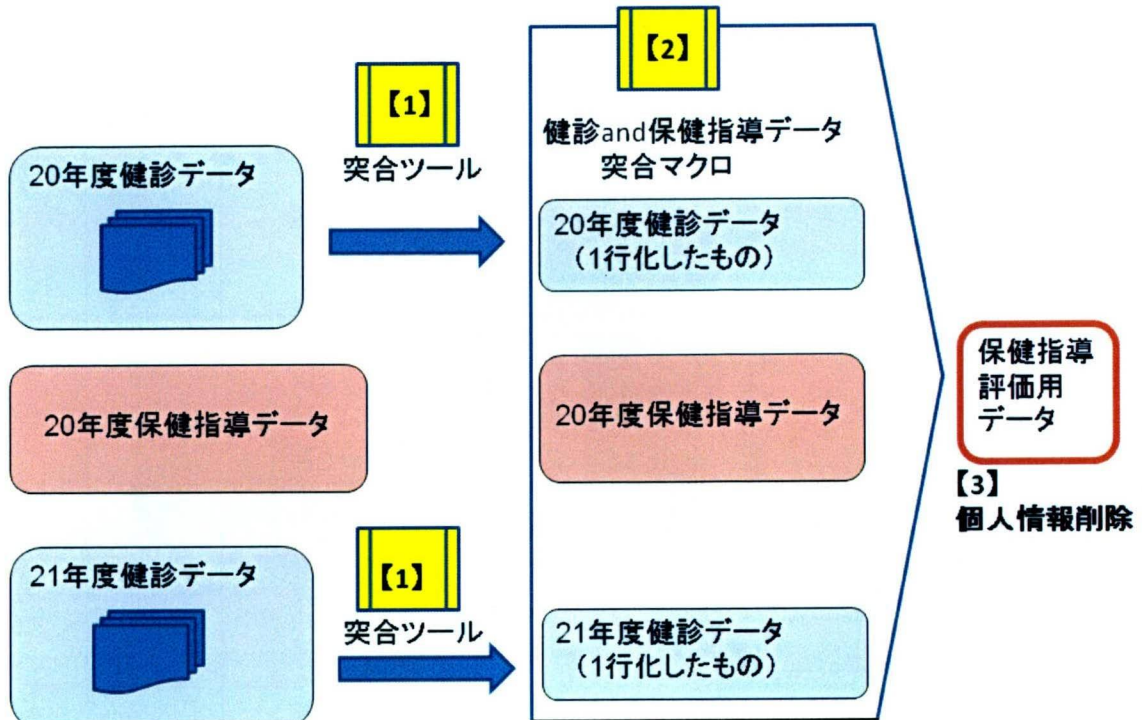 20年度健診データ
【1】
突合ツール
20年度保健指導データ
21年度健診データ
【1】
突合ツール
【2】
健診and保健指導データ
突合マクロ
20年度健診データ
（1行化したもの）
20年度保健指導データ
21年度健診データ
（1行化したもの）
保健指導
評価用
データ
【3】
個人情報削除